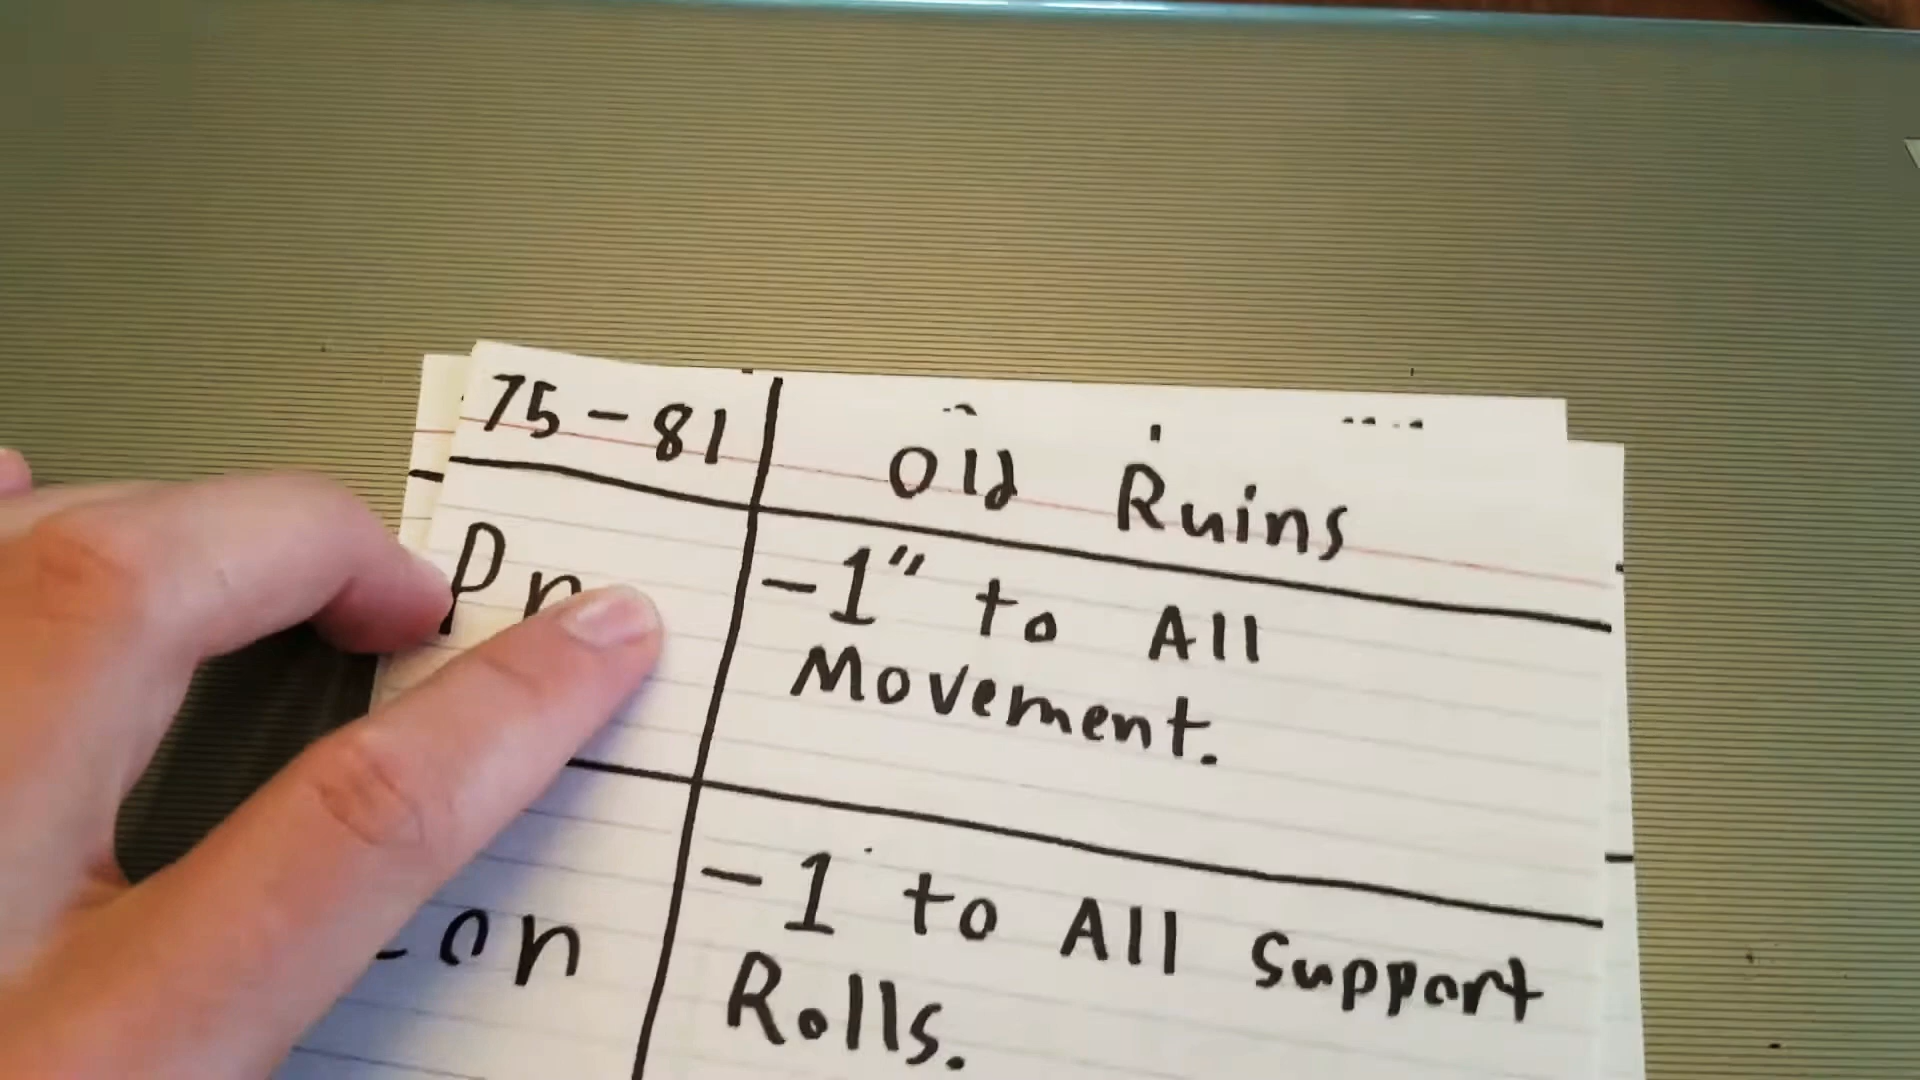 75-81
Old Ruins
-1" to All
Movement.
-1 to All Support
Rolls.